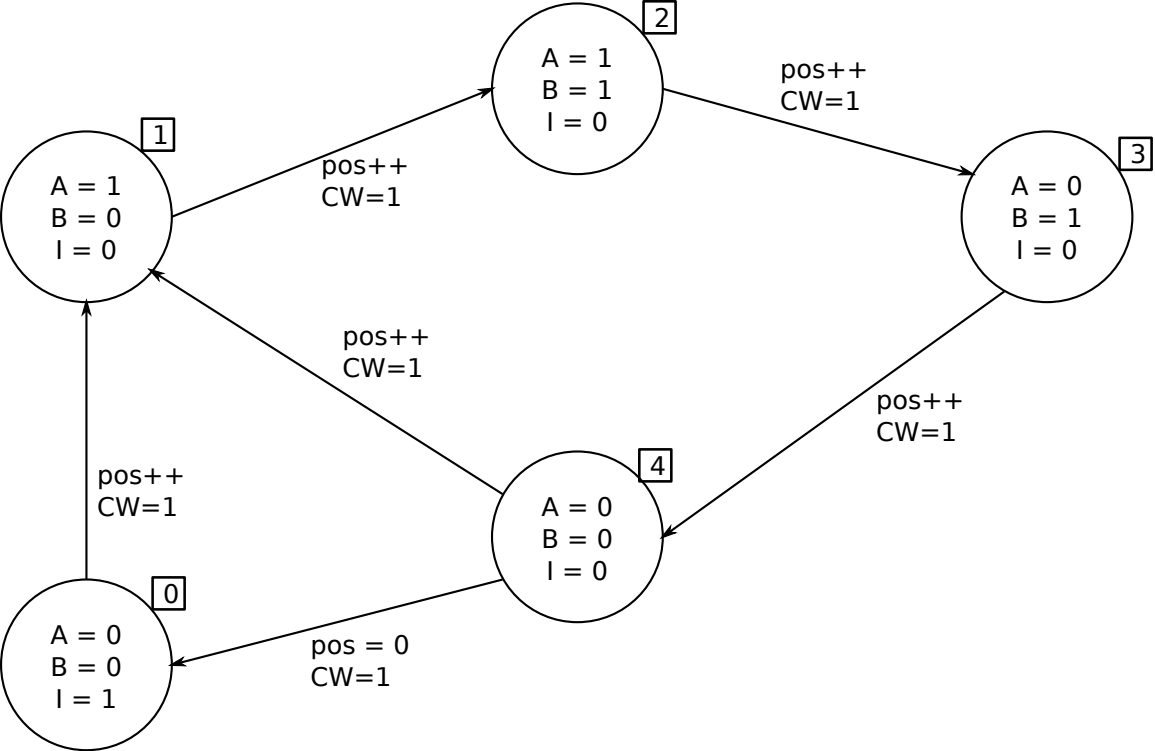 2
A = 1
B = 1
I = 0
pos++
CW=1
1
A = 1
B = 0
I = 0
pos++
CW=1
3
A = 0
B = 1
I = 0
pos++
CW=1
pos++
CW=1
4
A = 0
B = 0
I = 0
pos++
CW=1
0
A = 0
B = 0
I = 1
pos = 0
CW=1